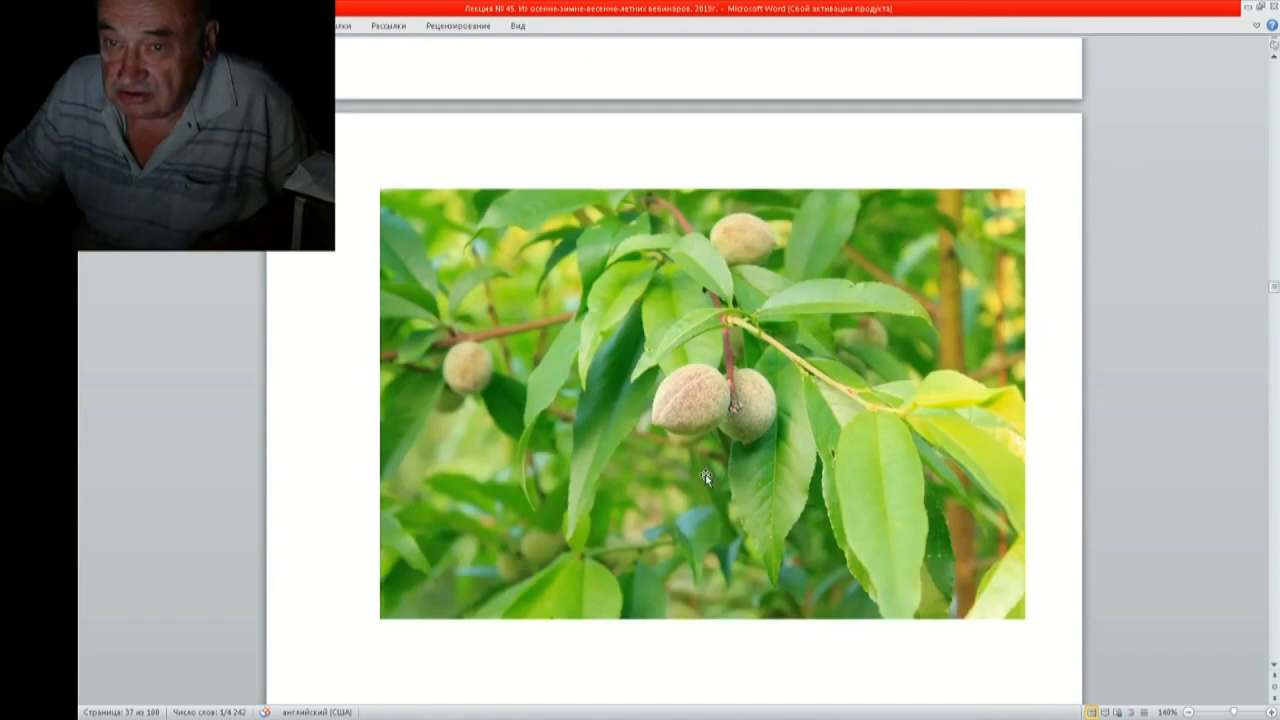 Лекция № 45. Из осенне-зимне-весенне-летних вебинаров. 2019г. - Microsoft Word (Сбой активации продукта)
лки Рассылки Рецензирование Вид
Страница: 37 из 100 Число слов: 1/4 242 английский (США) 140%